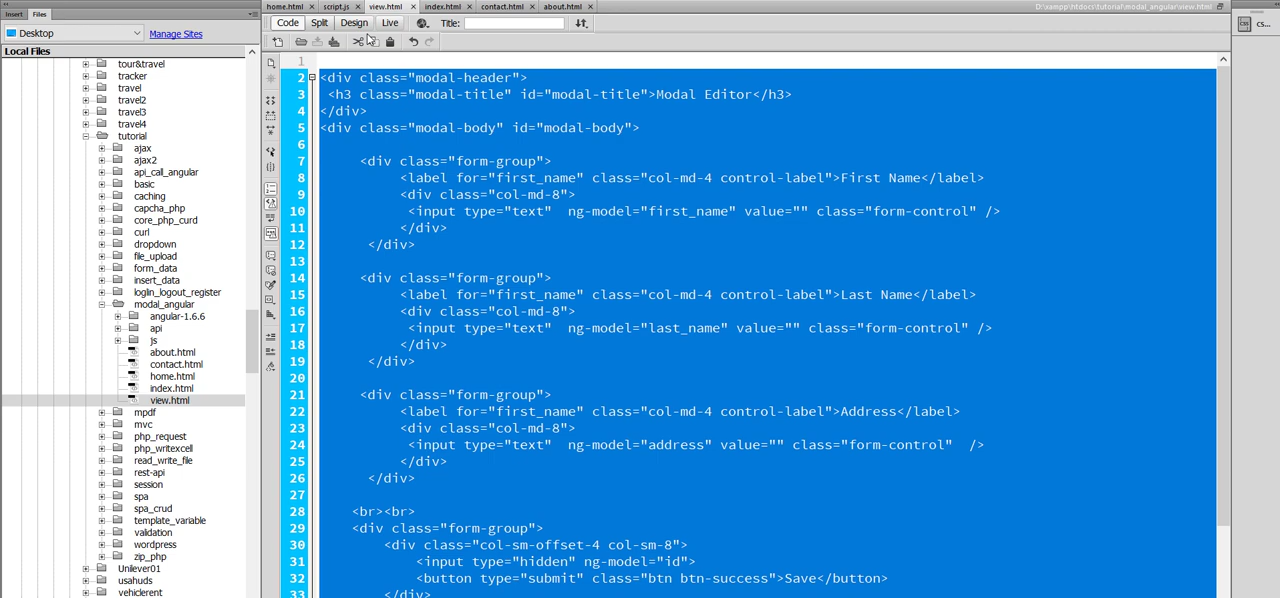 home.html × script.js × view.html × index.html × contact.html × about.html ×
D:\xampp\htdocs\tutorial\modal_angular\view.html
Insert Files
Code Split Design Live Title:
Desktop Manage Sites
Local Files
tour&travel
tracker
travel
travel2
travel3
travel4
tutorial
ajax
ajax2
api_call_angular
basic
caching
capcha_php
core_php_curd
curl
dropdown
file_upload
form_data
insert_data
logIin_logout_register
modal_angular
angular-1.6.6
api
js
about.html
contact.html
home.html
index.html
view.html
mpdf
mvc
php_request
php_writexcell
read_write_file
rest-api
session
spa
spa_crud
template_variable
validation
wordpress
zip_php
Unilever01
usahuds
vehiclerent
1
2 <div class="modal-header">
3 <h3 class="modal-title" id="modal-title">Modal Editor</h3>
4 </div>
5 <div class="modal-body" id="modal-body">
6
7 <div class="form-group">
8 <label for="first_name" class="col-md-4 control-label">First Name</label>
9 <div class="col-md-8">
10 <input type="text"  ng-model="first_name" value="" class="form-control" />
11 </div>
12 </div>
13
14 <div class="form-group">
15 <label for="first_name" class="col-md-4 control-label">Last Name</label>
16 <div class="col-md-8">
17 <input type="text"  ng-model="last_name" value="" class="form-control" />
18 </div>
19 </div>
20
21 <div class="form-group">
22 <label for="first_name" class="col-md-4 control-label">Address</label>
23 <div class="col-md-8">
24 <input type="text"  ng-model="address" value="" class="form-control"  />
25 </div>
26 </div>
27
28 <br><br>
29 <div class="form-group">
30 <div class="col-sm-offset-4 col-sm-8">
31 <input type="hidden" ng-model="id">
32 <button type="submit" class="btn btn-success">Save</button>
33 </div>
CSS cs...